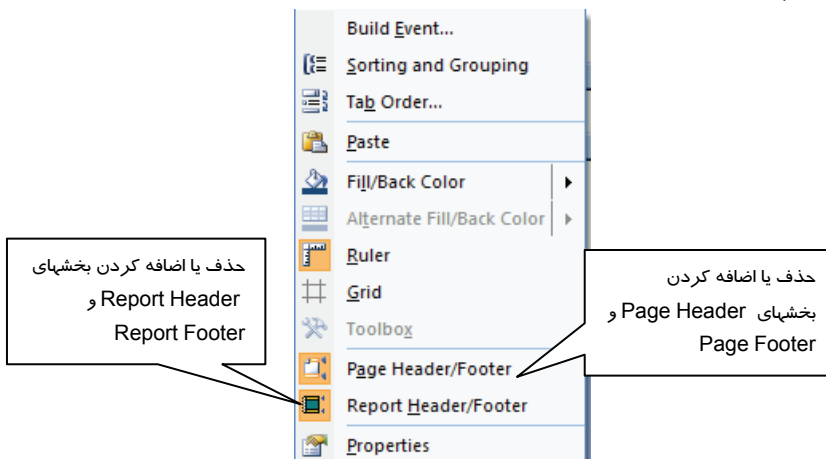 Build Event...
Sorting and Grouping
Tab Order...
Paste
Fill/Back Color
Alternate Fill/Back Color
Ruler
Grid
Toolbox
Page Header/Footer
Report Header/Footer
Properties
حذف یا اضافه کردن بخشهای
Report Header و
Report Footer
حذف یا اضافه کردن
بخشهای Page Header و
Page Footer